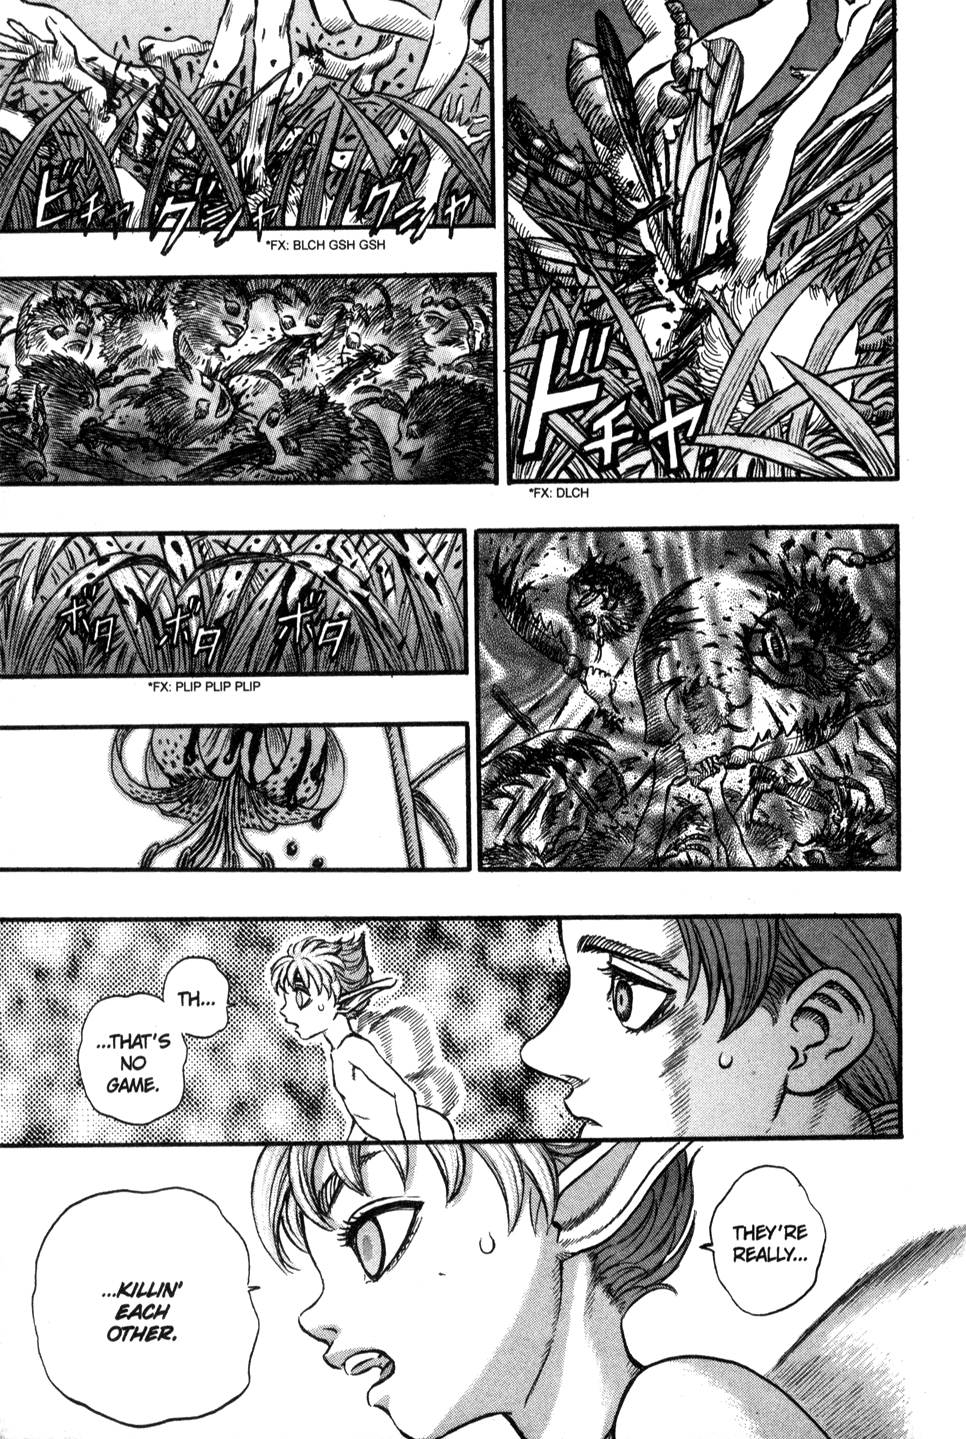 ドチャ
*FX: DLCH
ビチャ グシャ グシャ
*FX: BLCH GSH GSH
ボタ ボタ ボタ
*FX: PLIP PLIP PLIP
TH...
...THAT'S
NO
GAME.
THEY'RE
REALLY...
...KILLIN'
EACH
OTHER.